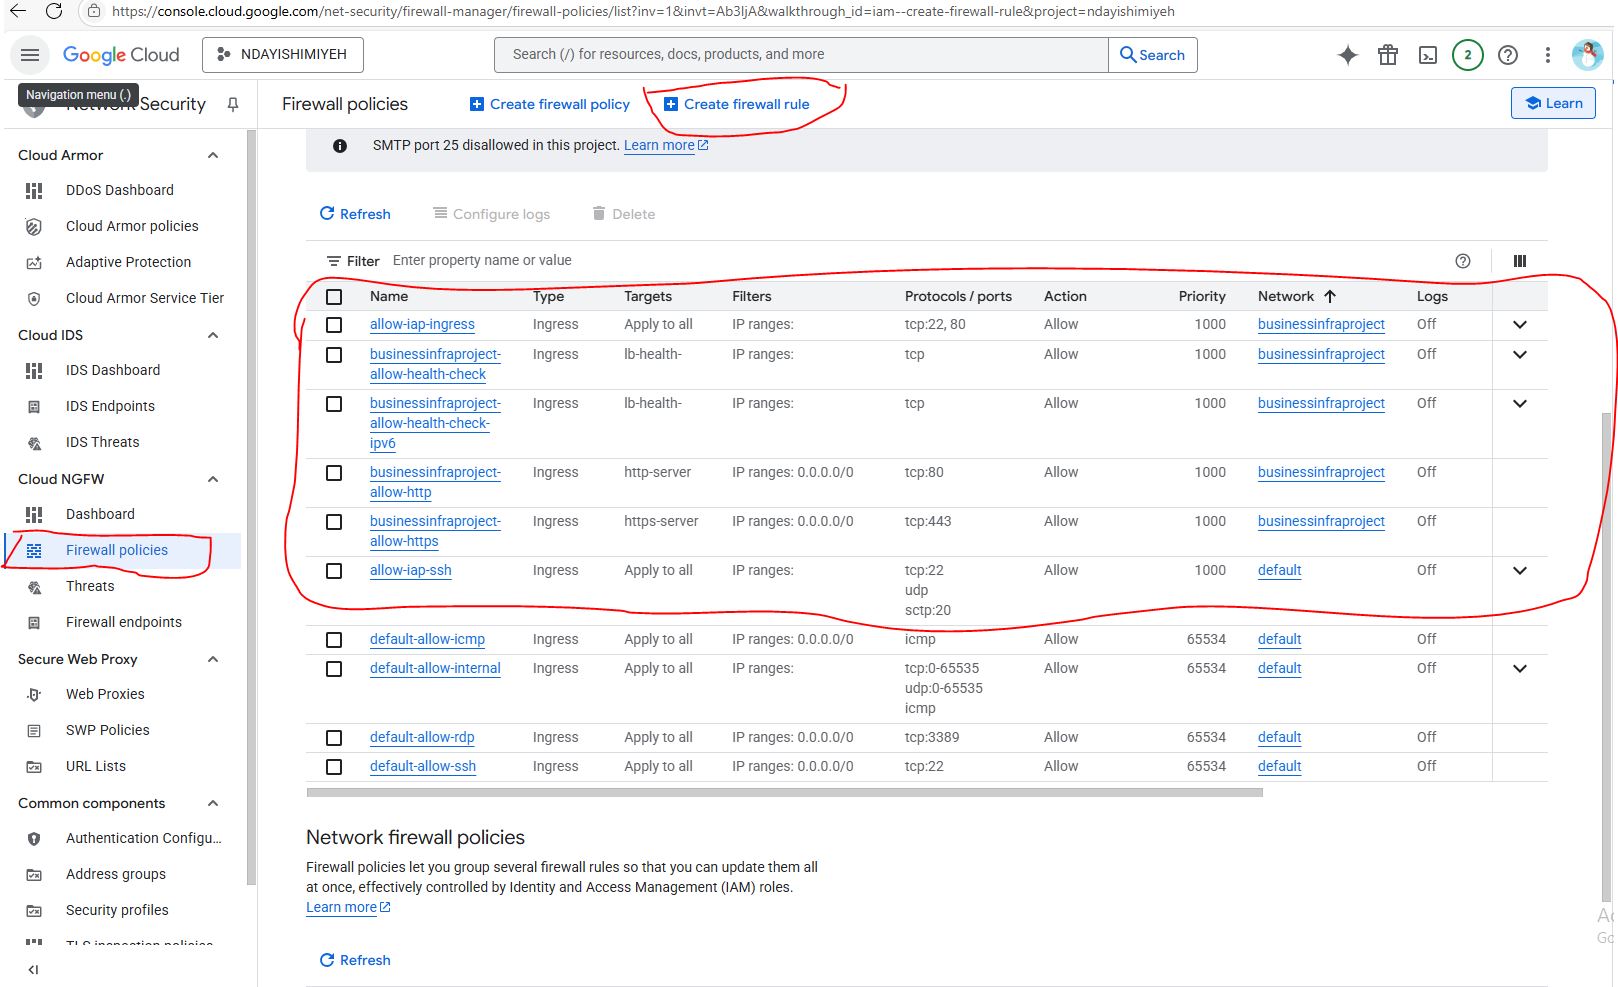 https://console.cloud.google.com/net-security/firewall-manager/firewall-policies/list?inv=1&invt=Ab3ljA&walkthrough_id=iam--create-firewall-rule&project=ndayishimiyeh
Google Cloud
NDAYISHIMIYEH
Search (/) for resources, docs, products, and more
Search
2
Navigation menu (.)
Network Security
Firewall policies
Create firewall policy
Create firewall rule
Learn
Cloud Armor
DDoS Dashboard
Cloud Armor policies
Adaptive Protection
Cloud Armor Service Tier
Cloud IDS
IDS Dashboard
IDS Endpoints
IDS Threats
Cloud NGFW
Dashboard
Firewall policies
Threats
Firewall endpoints
Secure Web Proxy
Web Proxies
SWP Policies
URL Lists
Common components
Authentication Configu...
Address groups
Security profiles
TLS inspection policies
SMTP port 25 disallowed in this project. Learn more
Refresh
Configure logs
Delete
Filter Enter property name or value
Name Type Targets Filters Protocols / ports Action Priority Network Logs
allow-iap-ingress Ingress Apply to all IP ranges: tcp:22, 80 Allow 1000 businessinfraproject Off
businessinfraproject- Ingress lb-health- IP ranges: tcp Allow 1000 businessinfraproject Off
allow-health-check
businessinfraproject- Ingress lb-health- IP ranges: tcp Allow 1000 businessinfraproject Off
allow-health-check-
ipv6
businessinfraproject- Ingress http-server IP ranges: 0.0.0.0/0 tcp:80 Allow 1000 businessinfraproject Off
allow-http
businessinfraproject- Ingress https-server IP ranges: 0.0.0.0/0 tcp:443 Allow 1000 businessinfraproject Off
allow-https
allow-iap-ssh Ingress Apply to all IP ranges: tcp:22 Allow 1000 default Off
udp
sctp:20
default-allow-icmp Ingress Apply to all IP ranges: 0.0.0.0/0 icmp Allow 65534 default Off
default-allow-internal Ingress Apply to all IP ranges: tcp:0-65535 Allow 65534 default Off
udp:0-65535
icmp
default-allow-rdp Ingress Apply to all IP ranges: 0.0.0.0/0 tcp:3389 Allow 65534 default Off
default-allow-ssh Ingress Apply to all IP ranges: 0.0.0.0/0 tcp:22 Allow 65534 default Off
Network firewall policies
Firewall policies let you group several firewall rules so that you can update them all
at once, effectively controlled by Identity and Access Management (IAM) roles.
Learn more
Refresh